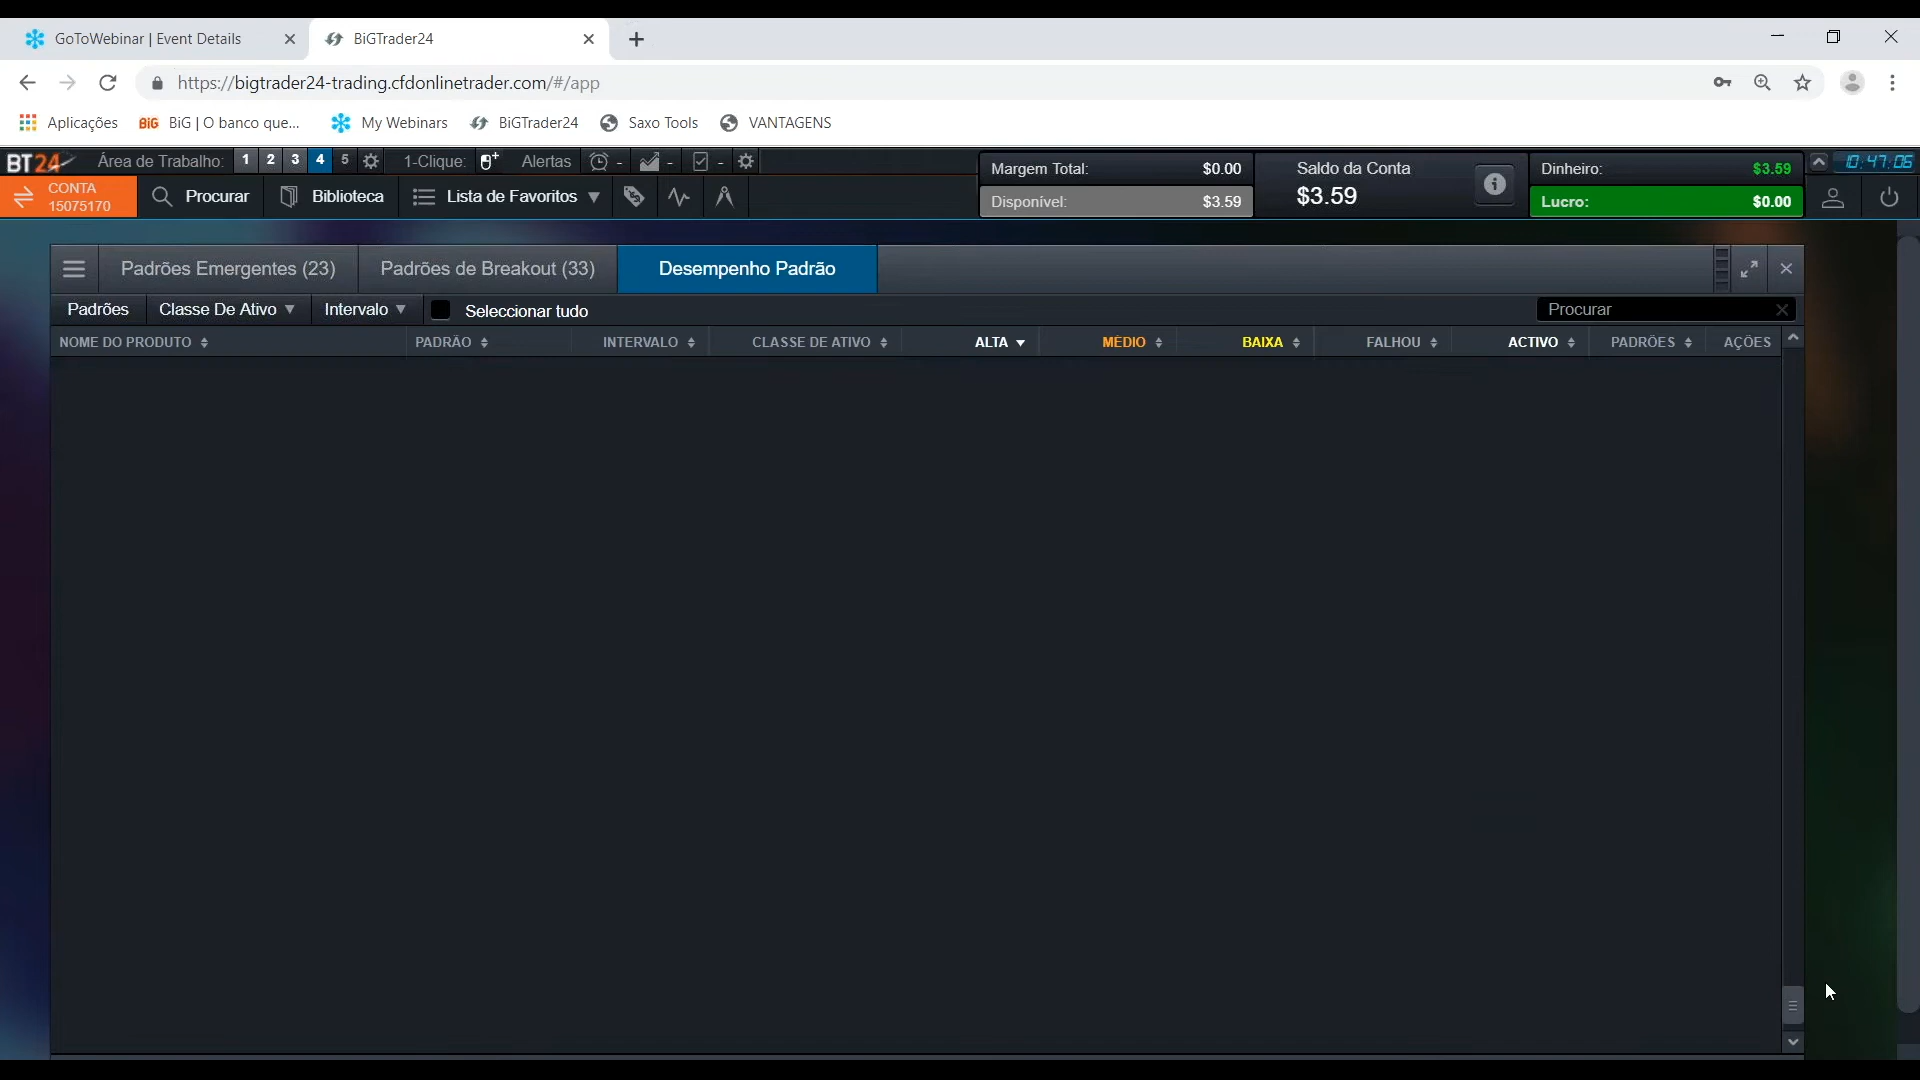 GoToWebinar | Event Details
BiGTrader24
https://bigtrader24-trading.cfdonlinetrader.com/#/app
Aplicações
BiG
BiG | O banco que...
My Webinars
BiGTrader24
Saxo Tools
VANTAGENS
BT24
Área de Trabalho:
1 2 3 4 5
1-Clique:
Alertas
-
-
-
Margem Total: $0.00
Disponível: $3.59
Saldo da Conta
$3.59
Dinheiro: $3.59
Lucro: $0.00
10:47:06
CONTA
15075170
Procurar
Biblioteca
Lista de Favoritos
Padrões Emergentes (23)
Padrões de Breakout (33)
Desempenho Padrão
Padrões
Classe De Ativo
Intervalo
Seleccionar tudo
Procurar
NOME DO PRODUTO
PADRÃO
INTERVALO
CLASSE DE ATIVO
ALTA
MÉDIO
BAIXA
FALHOU
ACTIVO
PADRÕES
AÇÕES